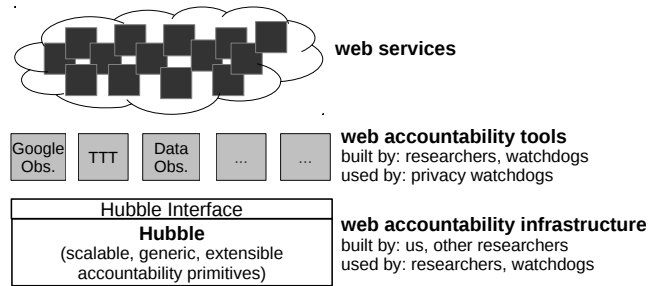 web services
Google Obs.
TTT
Data Obs.
...
...
web accountability tools
built by: researchers, watchdogs
used by: privacy watchdogs
Hubble Interface
Hubble
(scalable, generic, extensible
accountability primitives)
web accountability infrastructure
built by: us, other researchers
used by: researchers, watchdogs